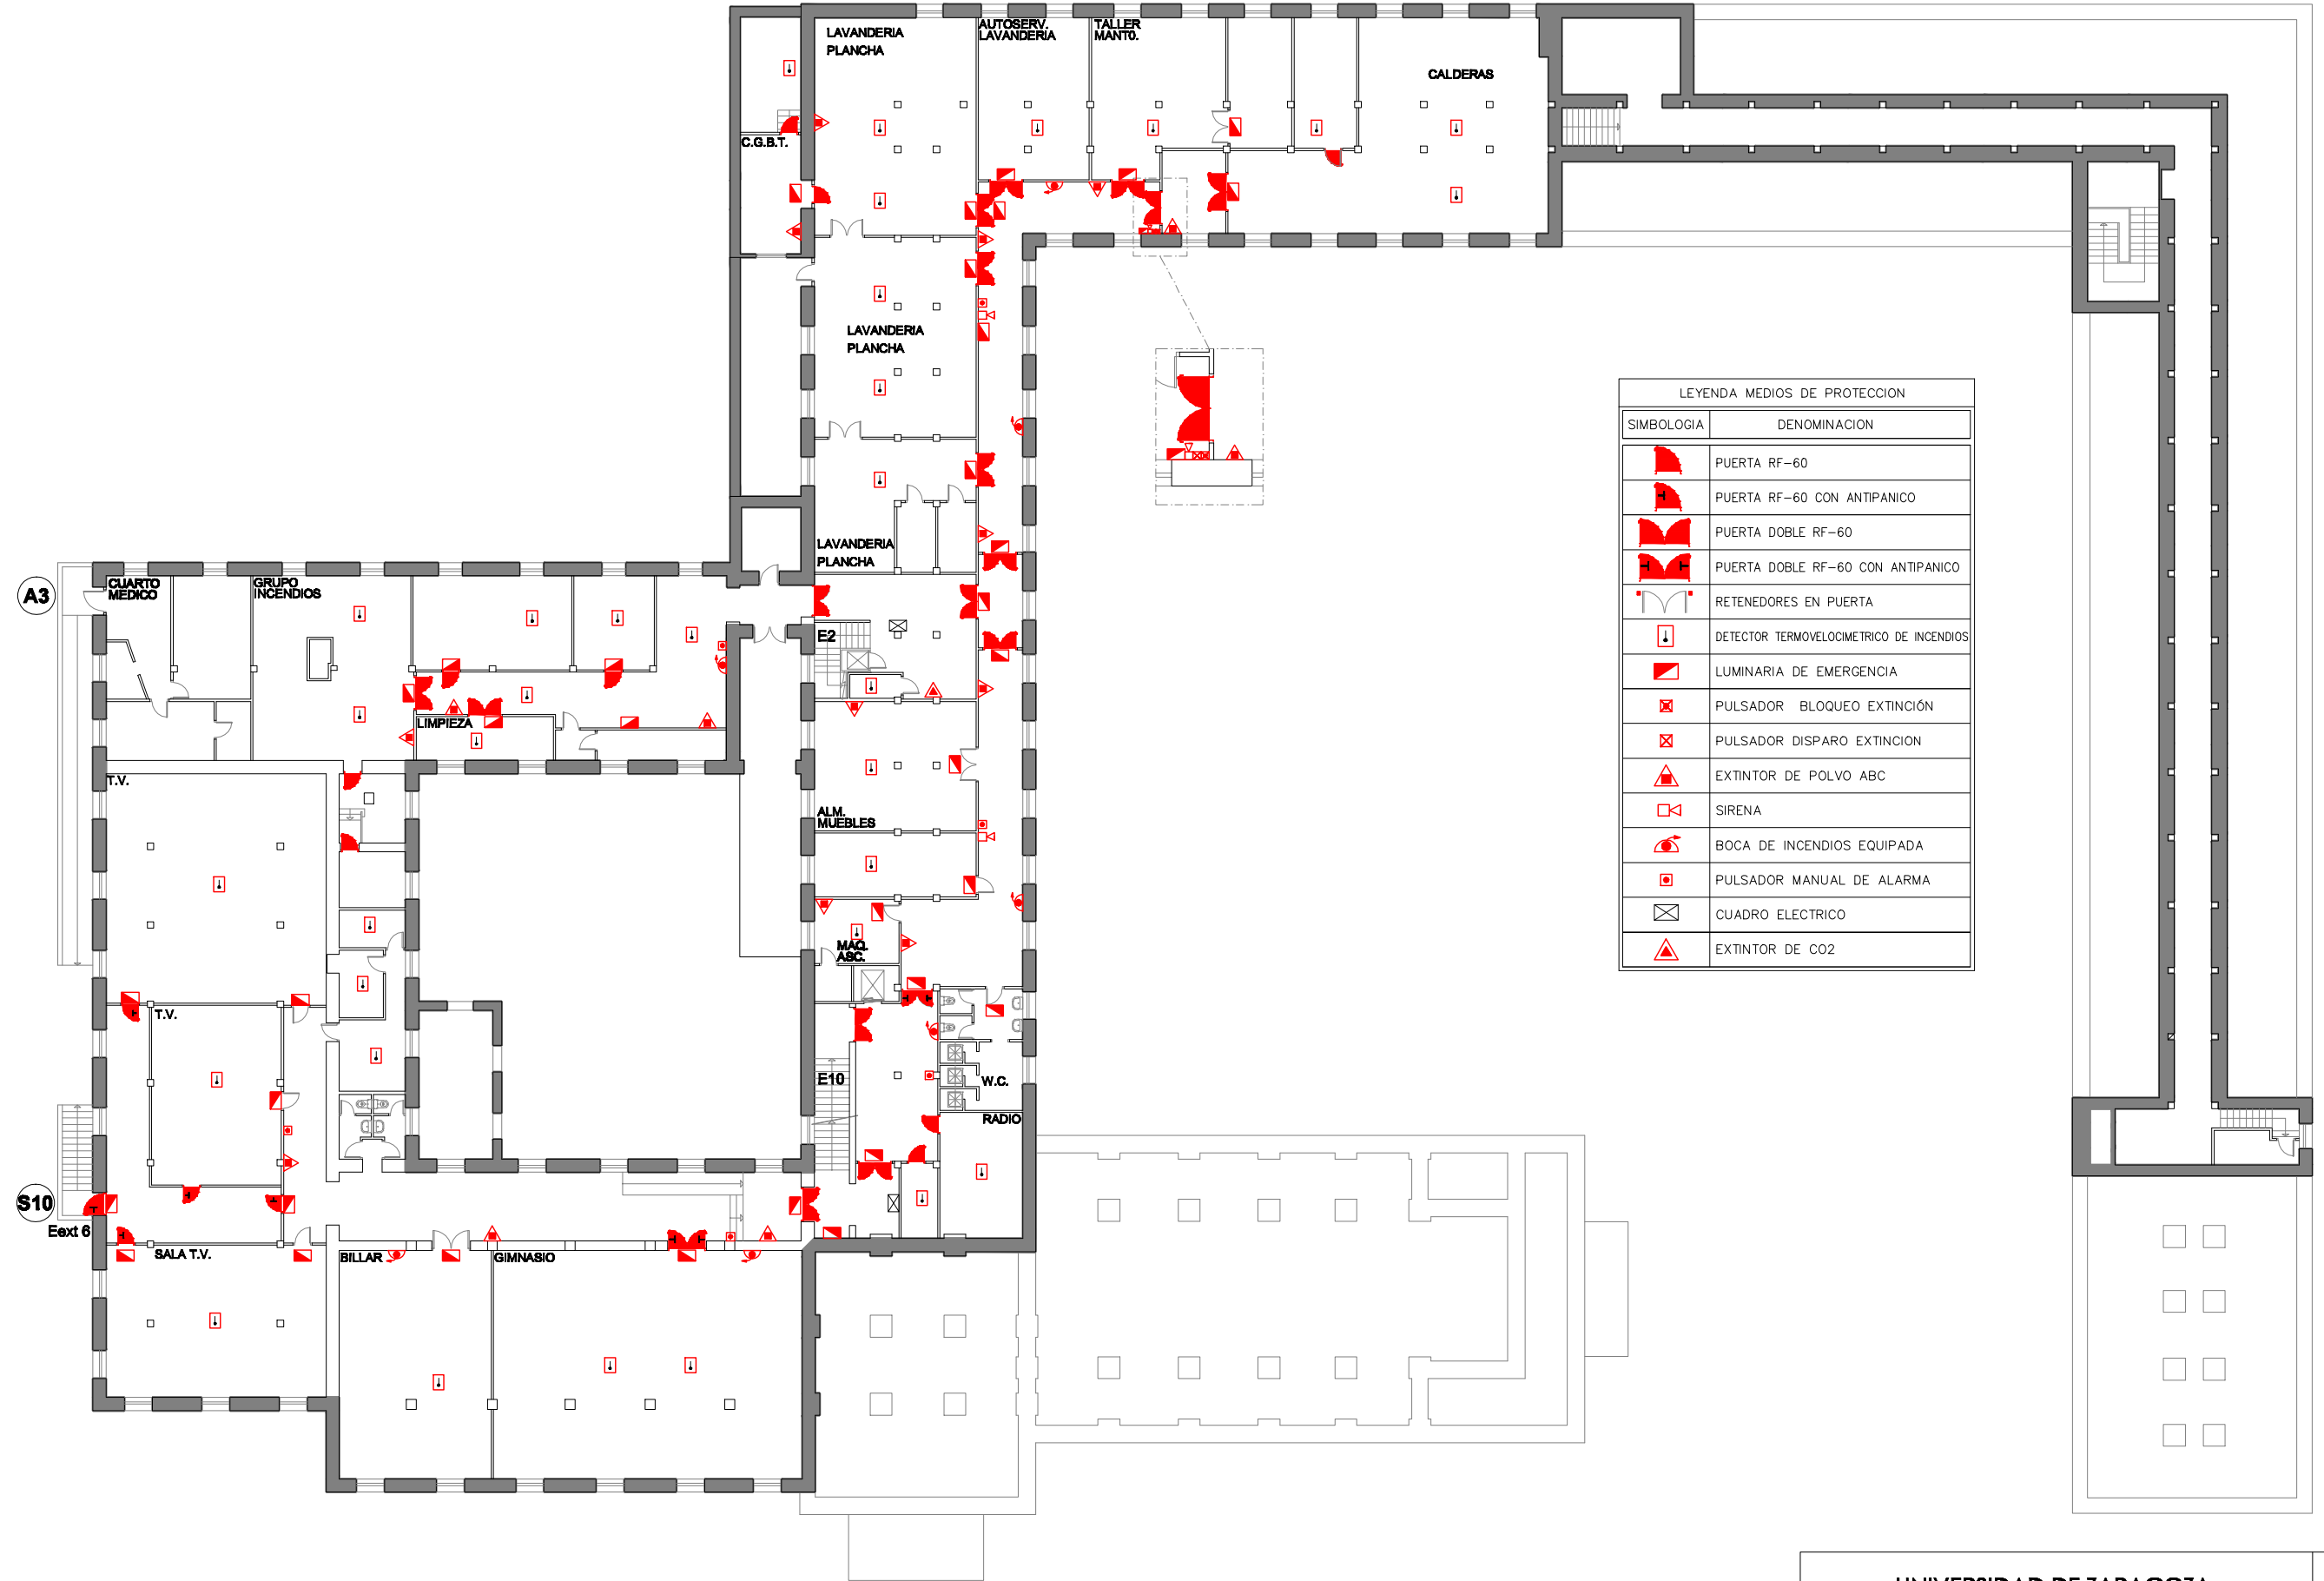 LAVANDERIA
PLANCHA
AUTOSERV.
LAVANDERIA
TALLER
MANT0.
CALDERAS
C.G.B.T.
LAVANDERIA
PLANCHA
LAVANDERIA
PLANCHA
A3
CUARTO
MEDICO
GRUPO
INCENDIOS
E2
LIMPIEZA
T.V.
ALM.
MUEBLES
MAQ.
ASC.
T.V.
E10
W.C.
RADIO
S10
Eext 6
SALA T.V.
BILLAR
GIMNASIO
LEYENDA MEDIOS DE PROTECCION
SIMBOLOGIA DENOMINACION
PUERTA RF-60
PUERTA RF-60 CON ANTIPANICO
PUERTA DOBLE RF-60
PUERTA DOBLE RF-60 CON ANTIPANICO
RETENEDORES EN PUERTA
DETECTOR TERMOVELOCIMETRICO DE INCENDIOS
LUMINARIA DE EMERGENCIA
PULSADOR BLOQUEO EXTINCIÓN
PULSADOR DISPARO EXTINCION
EXTINTOR DE POLVO ABC
SIRENA
BOCA DE INCENDIOS EQUIPADA
PULSADOR MANUAL DE ALARMA
CUADRO ELECTRICO
EXTINTOR DE CO2
UNIVERSIDAD DE ZARAGOZA